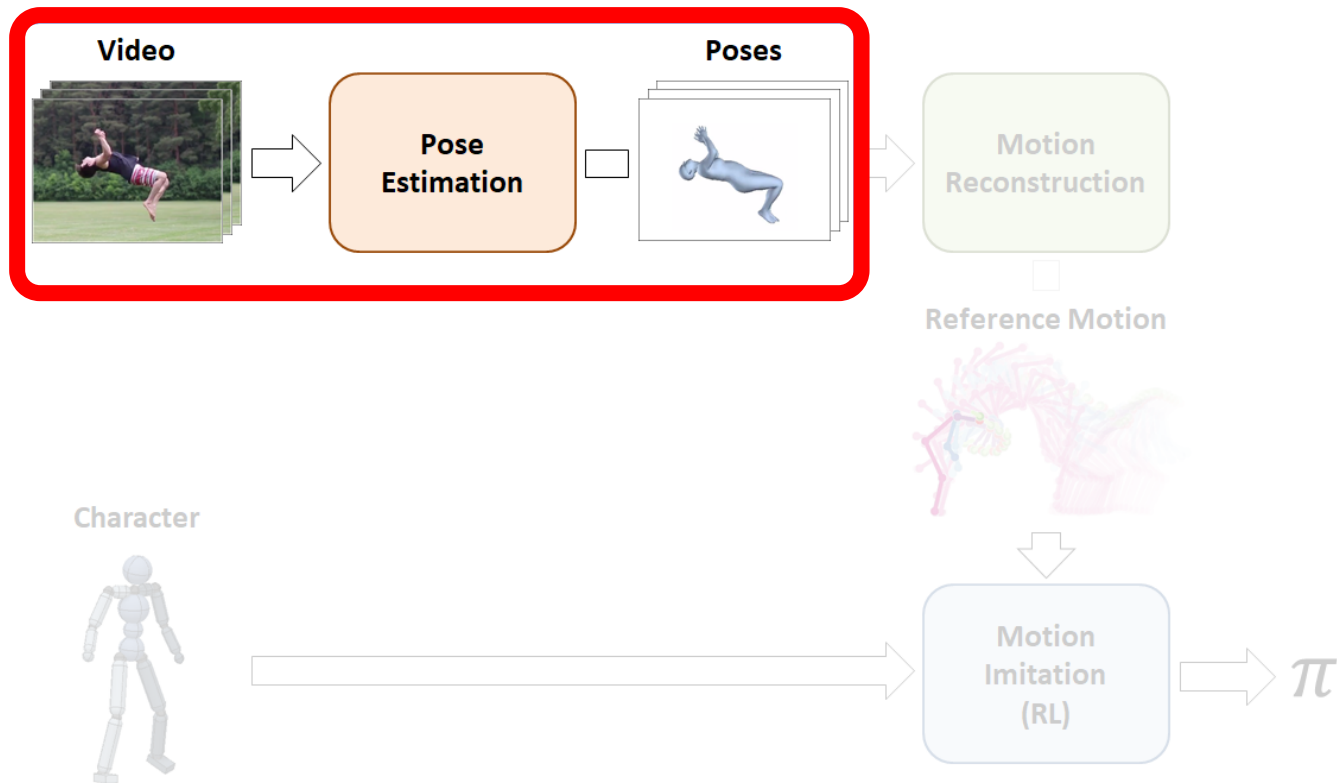 Video
Poses
Pose
Estimation
Motion
Reconstruction
Reference Motion
Character
Motion
Imitation
(RL)
π